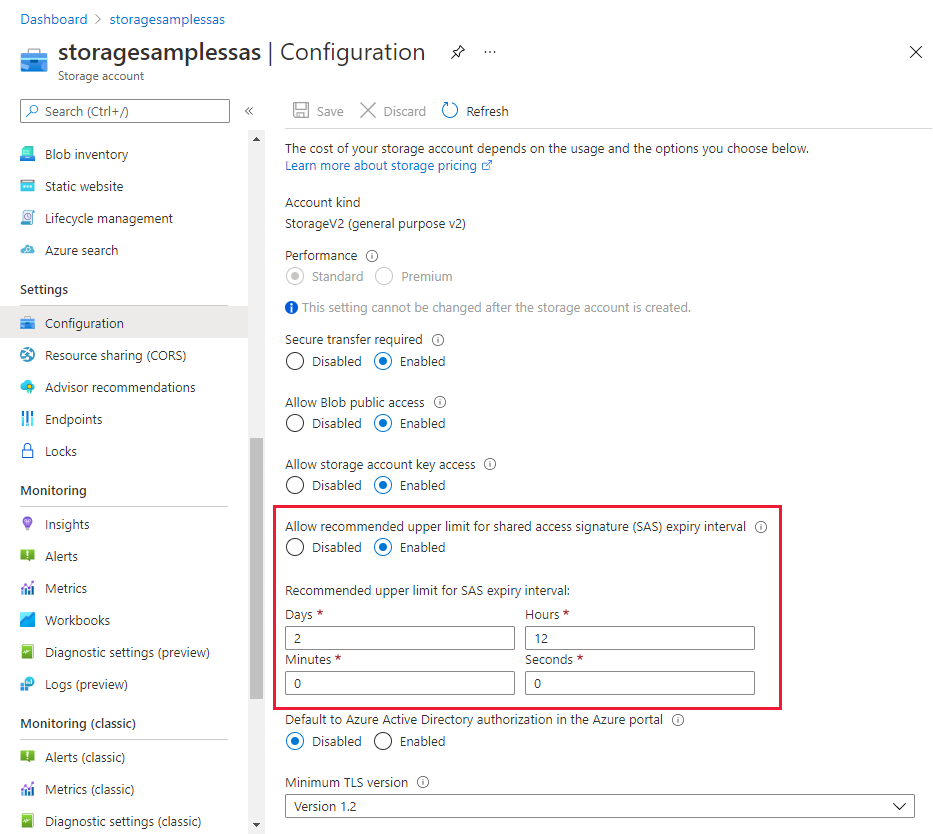 Dashboard > storagesamplessas
storagesamplessas | Configuration ...
Storage account
Search (Ctrl+/) «
Blob inventory
Static website
Lifecycle management
Azure search
Settings
Configuration
Resource sharing (CORS)
Advisor recommendations
Endpoints
Locks
Monitoring
Insights
Alerts
Metrics
Workbooks
Diagnostic settings (preview)
Logs (preview)
Monitoring (classic)
Alerts (classic)
Metrics (classic)
Diagnostic settings (classic)
Save Discard Refresh
The cost of your storage account depends on the usage and the options you choose below.
Learn more about storage pricing
Account kind
StorageV2 (general purpose v2)
Performance
Standard Premium
This setting cannot be changed after the storage account is created.
Secure transfer required
Disabled Enabled
Allow Blob public access
Disabled Enabled
Allow storage account key access
Disabled Enabled
Allow recommended upper limit for shared access signature (SAS) expiry interval
Disabled Enabled
Recommended upper limit for SAS expiry interval:
Days * Hours *
2 12
Minutes * Seconds *
0 0
Default to Azure Active Directory authorization in the Azure portal
Disabled Enabled
Minimum TLS version
Version 1.2